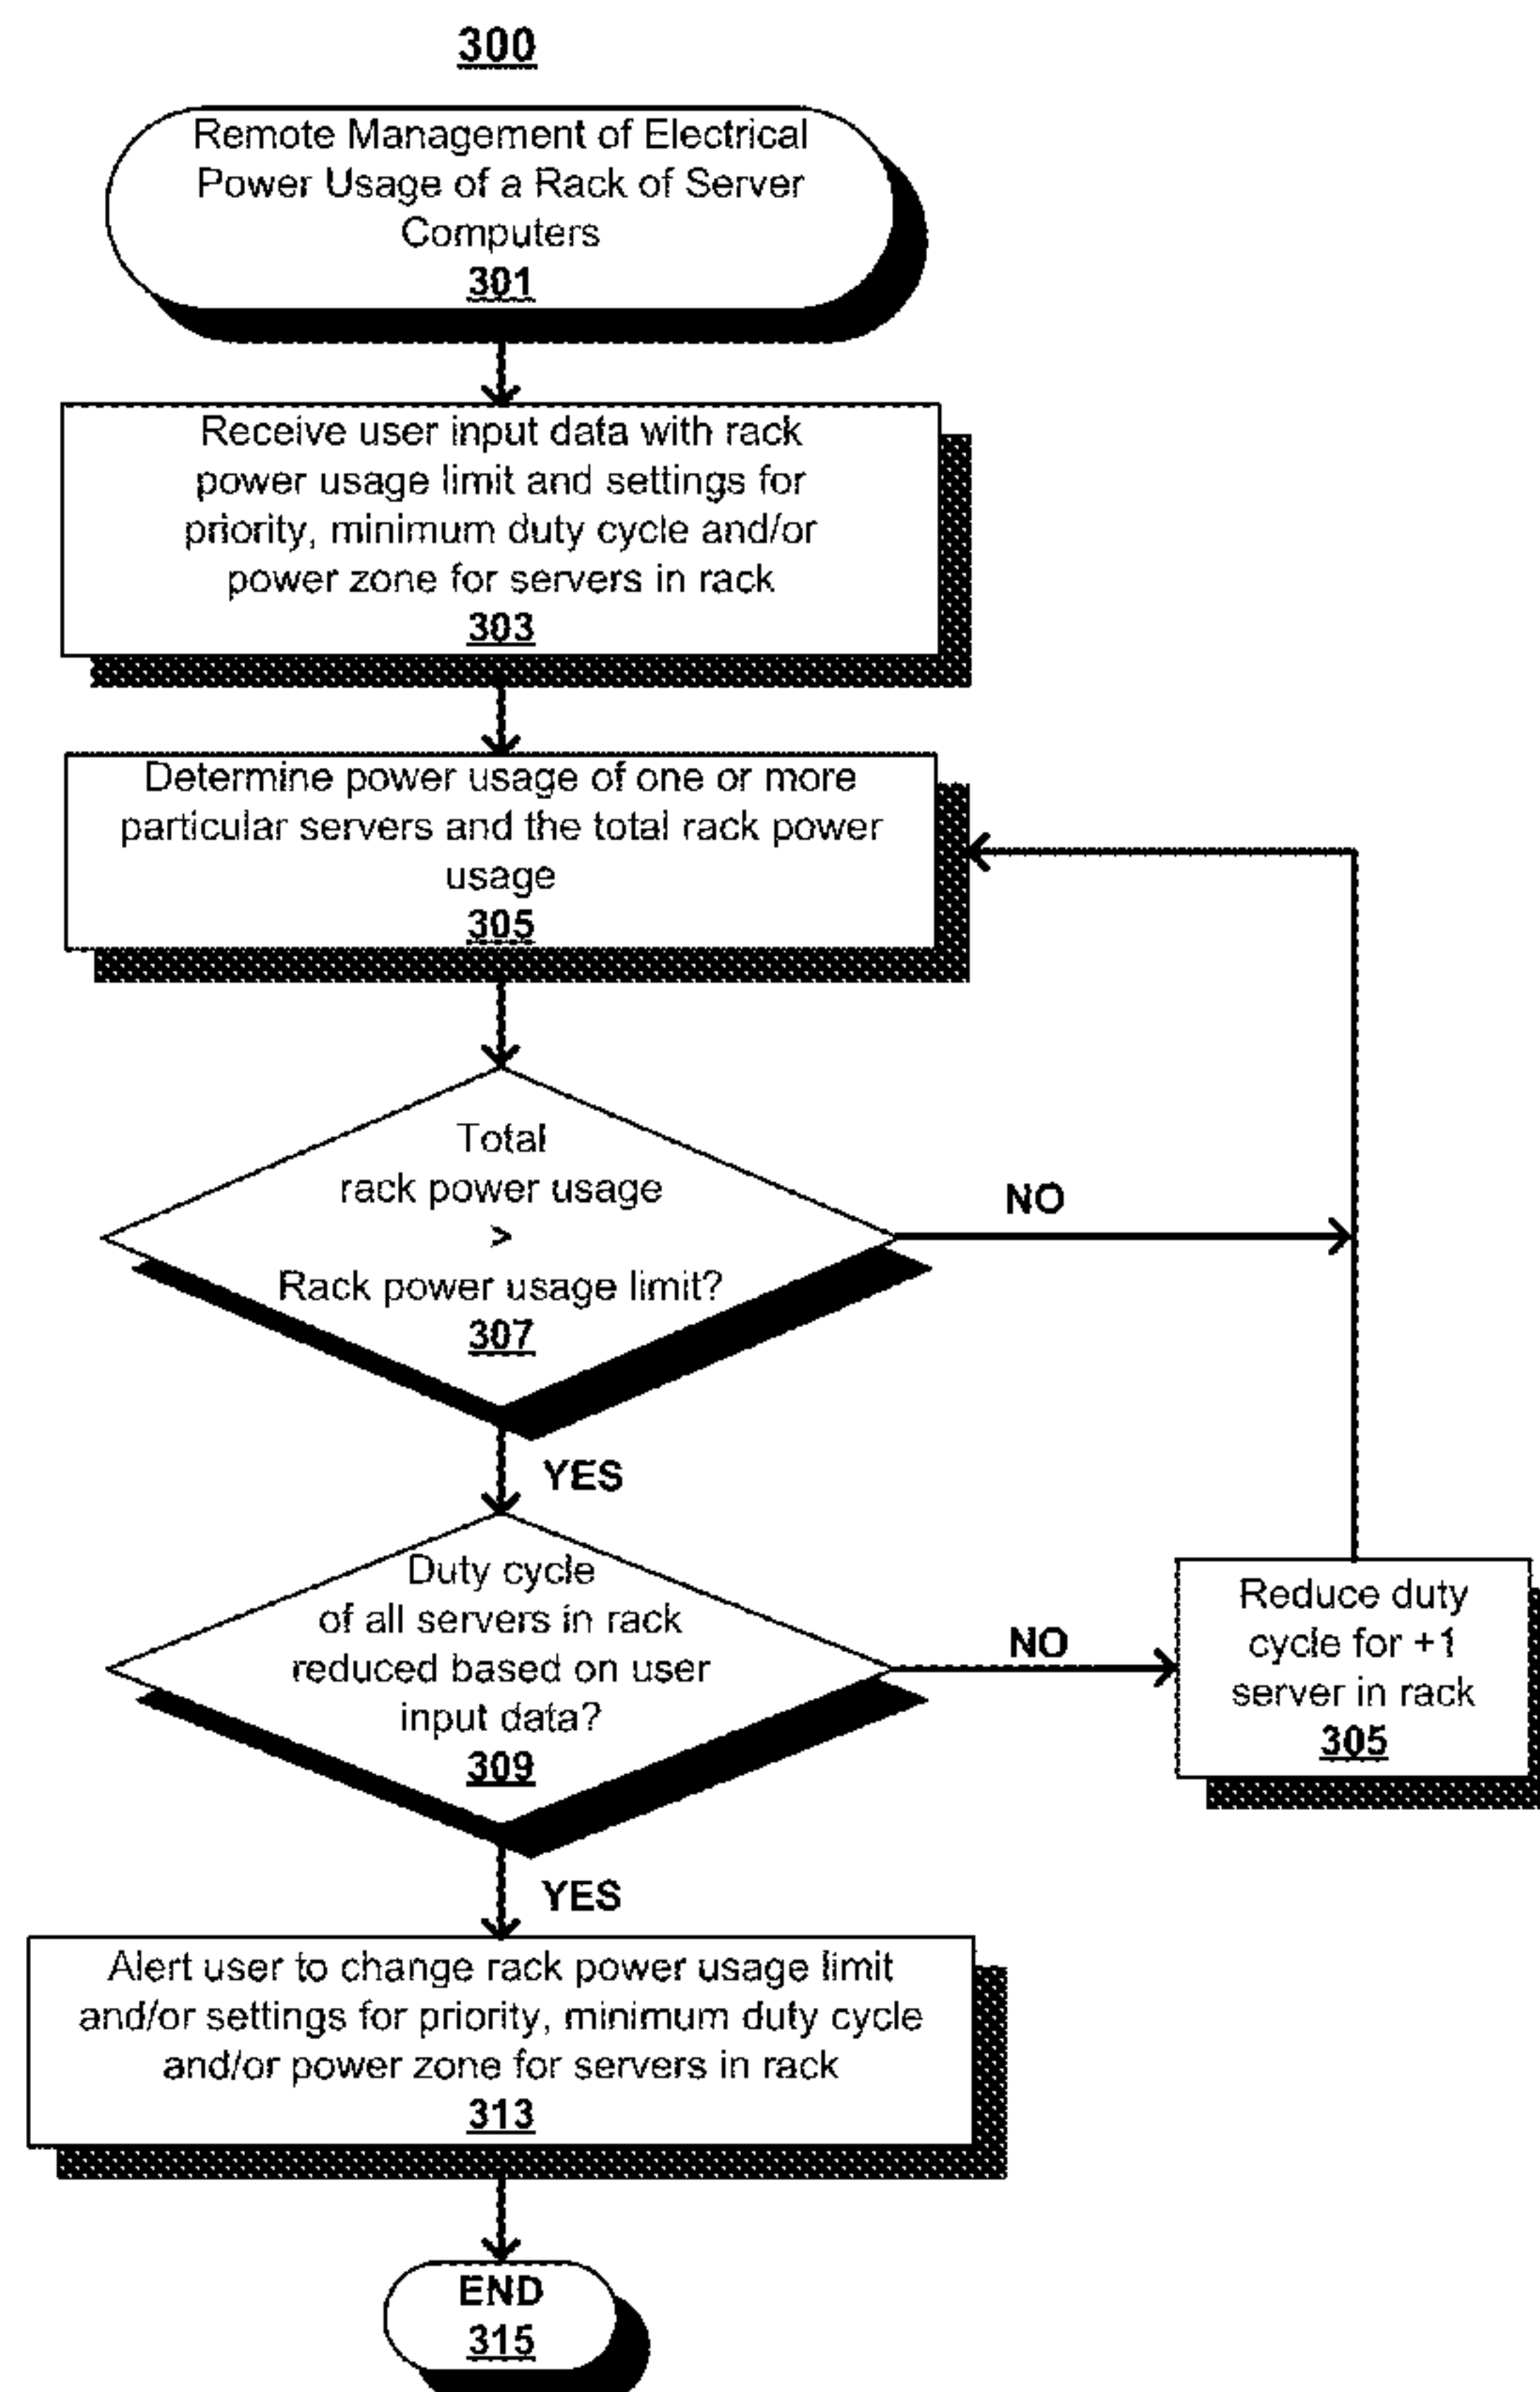 300
Remote Management of Electrical
Power Usage of a Rack of Server
Computers
301
Receive user input data with rack
power usage limit and settings for
priority, minimum duty cycle and/or
power zone for servers in rack
303
Determine power usage of one or more
particular servers and the total rack power
usage
305
Total
rack power usage
>
Rack power usage limit?
307
NO
YES
Duty cycle
of all servers in rack
reduced based on user
input data?
309
NO
Reduce duty
cycle for +1
server in rack
305
YES
Alert user to change rack power usage limit
and/or settings for priority, minimum duty cycle
and/or power zone for servers in rack
313
END
315